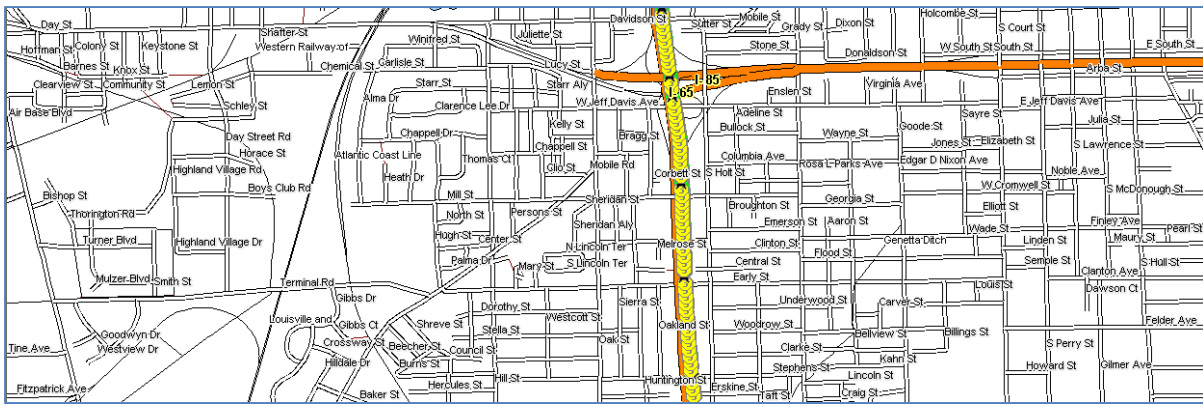 Day St
Shafter St
Davidson St
Sutter St
Mobile St
Grady St
Dixon St
Holcombe St
S Court St
Hoffman St
Colony St
Keystone St
Western Railway of
Winifred St
Juliette St
Stone St
Donaldson St
W South St
South St
E South St
Barnes St
Knox St
Chemical St
Carlisle St
Lucy St
Arba St
Clearview St
Community St
Lemon St
Starr St
Starr Aly
I-85
I-65
Enslen St
Virginia Ave
Air Base Blvd
Schley St
Alma Dr
Clarence Lee Dr
W Jeff Davis Ave
E Jeff Davis Ave
Adeline St
Sayre St
Julia St
Day Street Rd
Chappell Dr
Kelly St
Bragg St
Bullock St
Wayne St
Goode St
Jones St
Elizabeth St
S Lawrence St
Horace St
Atlantic Coast Line
Chappell St
Thomas Ct
Glio St
Mobile Rd
Columbia Ave
Rosa L Parks Ave
Edgar D Nixon Ave
Noble Ave
Highland Village Rd
Heath Dr
Corbett St
S Holt St
Bishop St
Boys Club Rd
Mill St
Sheridan St
W Cromwell St
S McDonough St
Thorington Rd
North St
Persons St
Broughton St
Georgia St
Elliott St
Sheridan Aly
Emerson St
Aaron St
Finley Ave
Turner Blvd
Highland Village Dr
Hugh St
Center St
N Lincoln Ter
Melrose St
Clinton St
Genetta Ditch
Wade St
Linden St
Maury St
Pearl St
Palma Dr
Mary St
S Lincoln Ter
Central St
Flood St
Semple St
S Hull St
Mulzer Blvd
Smith St
Terminal Rd
Early St
Louis St
Clanton Ave
Dawson Ct
Gibbs Dr
Dorothy St
Sierra St
Underwood St
Carver St
Louisville and
Gibbs Ct
Shreve St
Stella St
Westcott St
Oakland St
Woodrow St
Bellview St
Billings St
Felder Ave
Goodwyn Dr
Westview Dr
Tine Ave
Crossway St
Beecher St
Council St
Oak St
Clarke St
S Perry St
Hilldale Dr
Burns St
Stephens St
Kahn St
Howard St
Gilmer Ave
Fitzpatrick Ave
Baker St
Hercules St
Hill St
Huntington St
Erskine St
Taft St
Lincoln St
Craig St